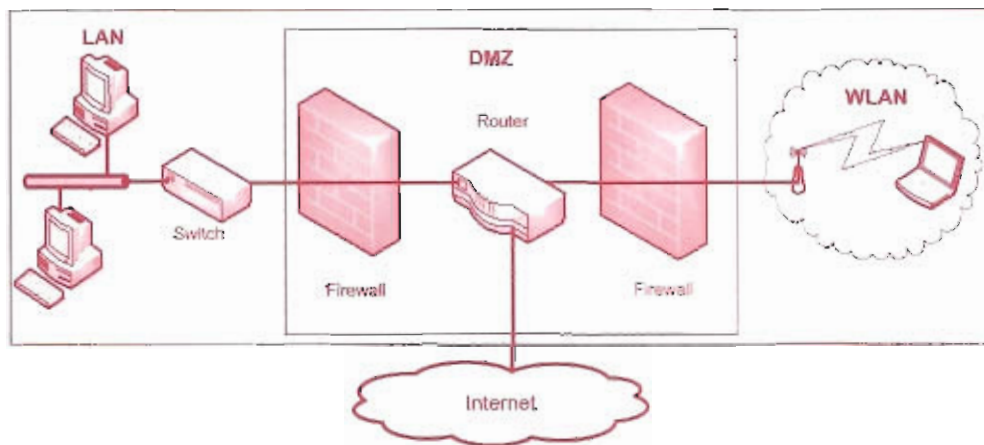 LAN
DMZ
WLAN
Router
Switch
Firewall
Firewall
Internet